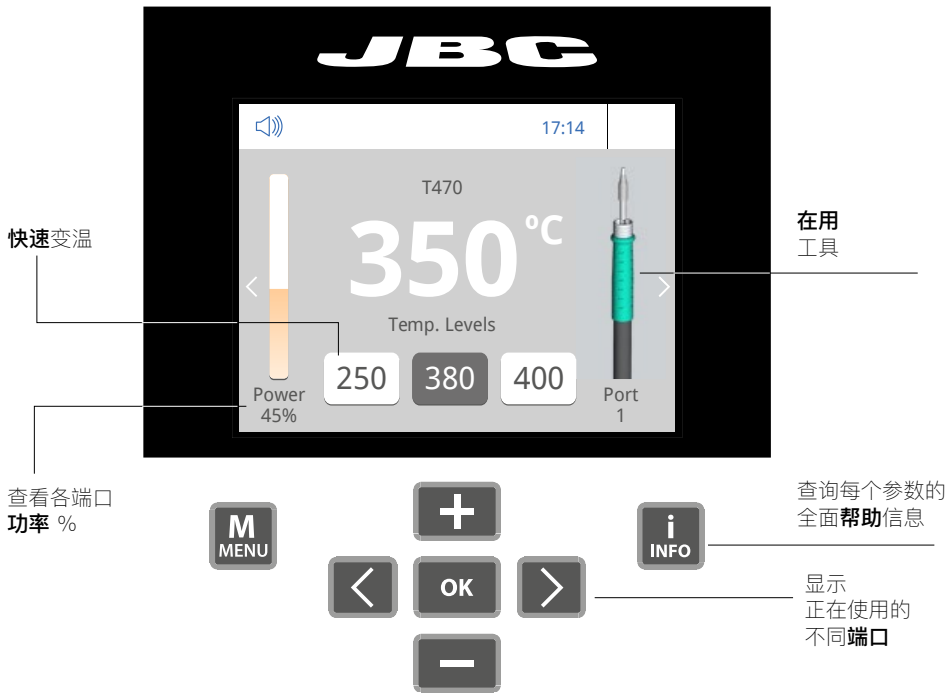 JBC
17:14
T470
350°C
Temp. Levels
250 380 400
Power
45%
Port
1
快速变温
在用
工具
查看各端口
功率 %
M
MENU
+
i
INFO
<
OK
>
−
查询每个参数的
全面帮助信息
显示
正在使用的
不同端口